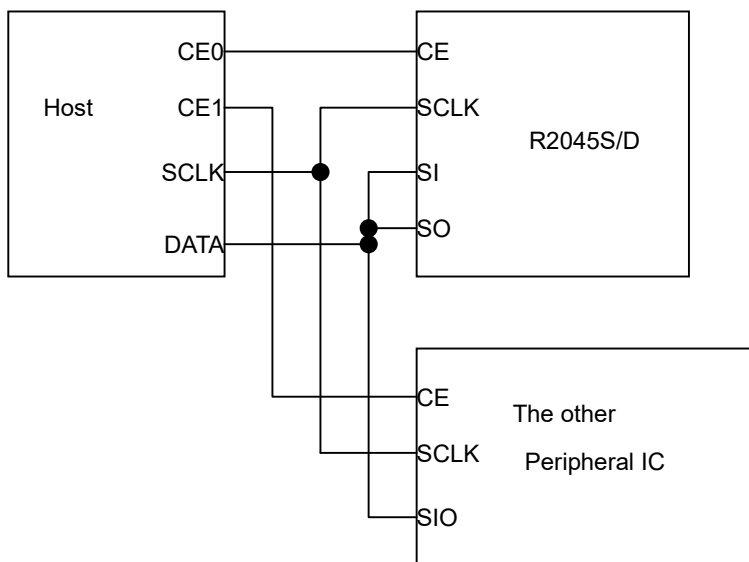 CE0
CE
Host
CE1
SCLK
R2045S/D
SCLK
SI
SO
DATA
CE
The other
SCLK
Peripheral IC
SIO